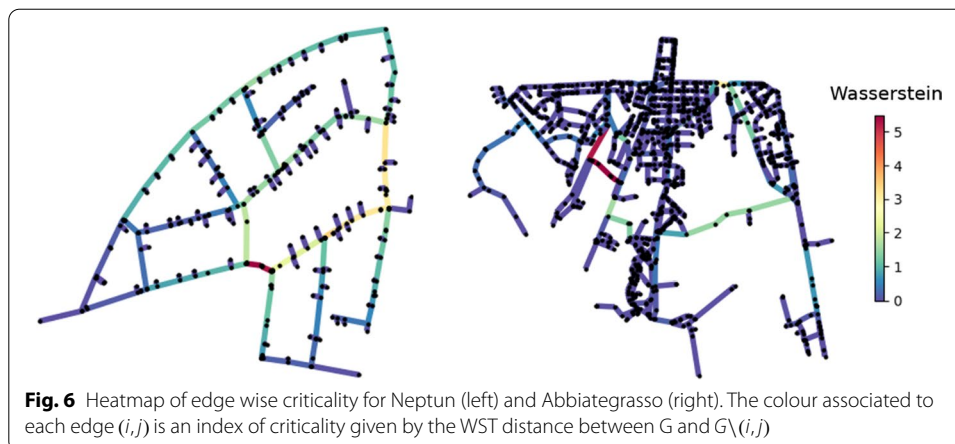 Wasserstein
5
4
3
2
1
0
Fig. 6 Heatmap of edge wise criticality for Neptun (left) and Abbiategrasso (right). The colour associated to
each edge (i,j) is an index of criticality given by the WST distance between G and G\(i,j)